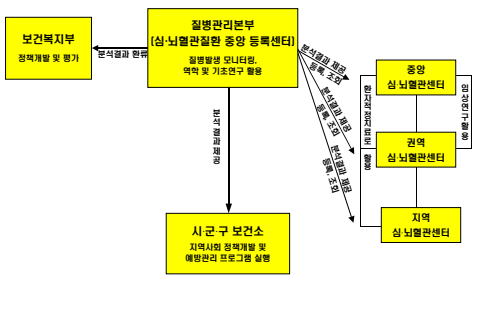 보건복지부
정책개발 및 평가
분석결과 환류
질병관리본부
(심·뇌혈관질환 중앙 등록센터)
질병발생 모니터링,
역학 및 기초연구 활용
분석결과제공
시·군·구 보건소
지역사회 정책개발 및
예방관리 프로그램 실행
분석결과 제공
등록, 조회
분석결과 제공
등록, 조회
분석결과 제공
등록, 조회
중앙
심·뇌혈관센터
권역
심·뇌혈관센터
지역
심·뇌혈관센터
환자적정치료로 활용
임상연구활용